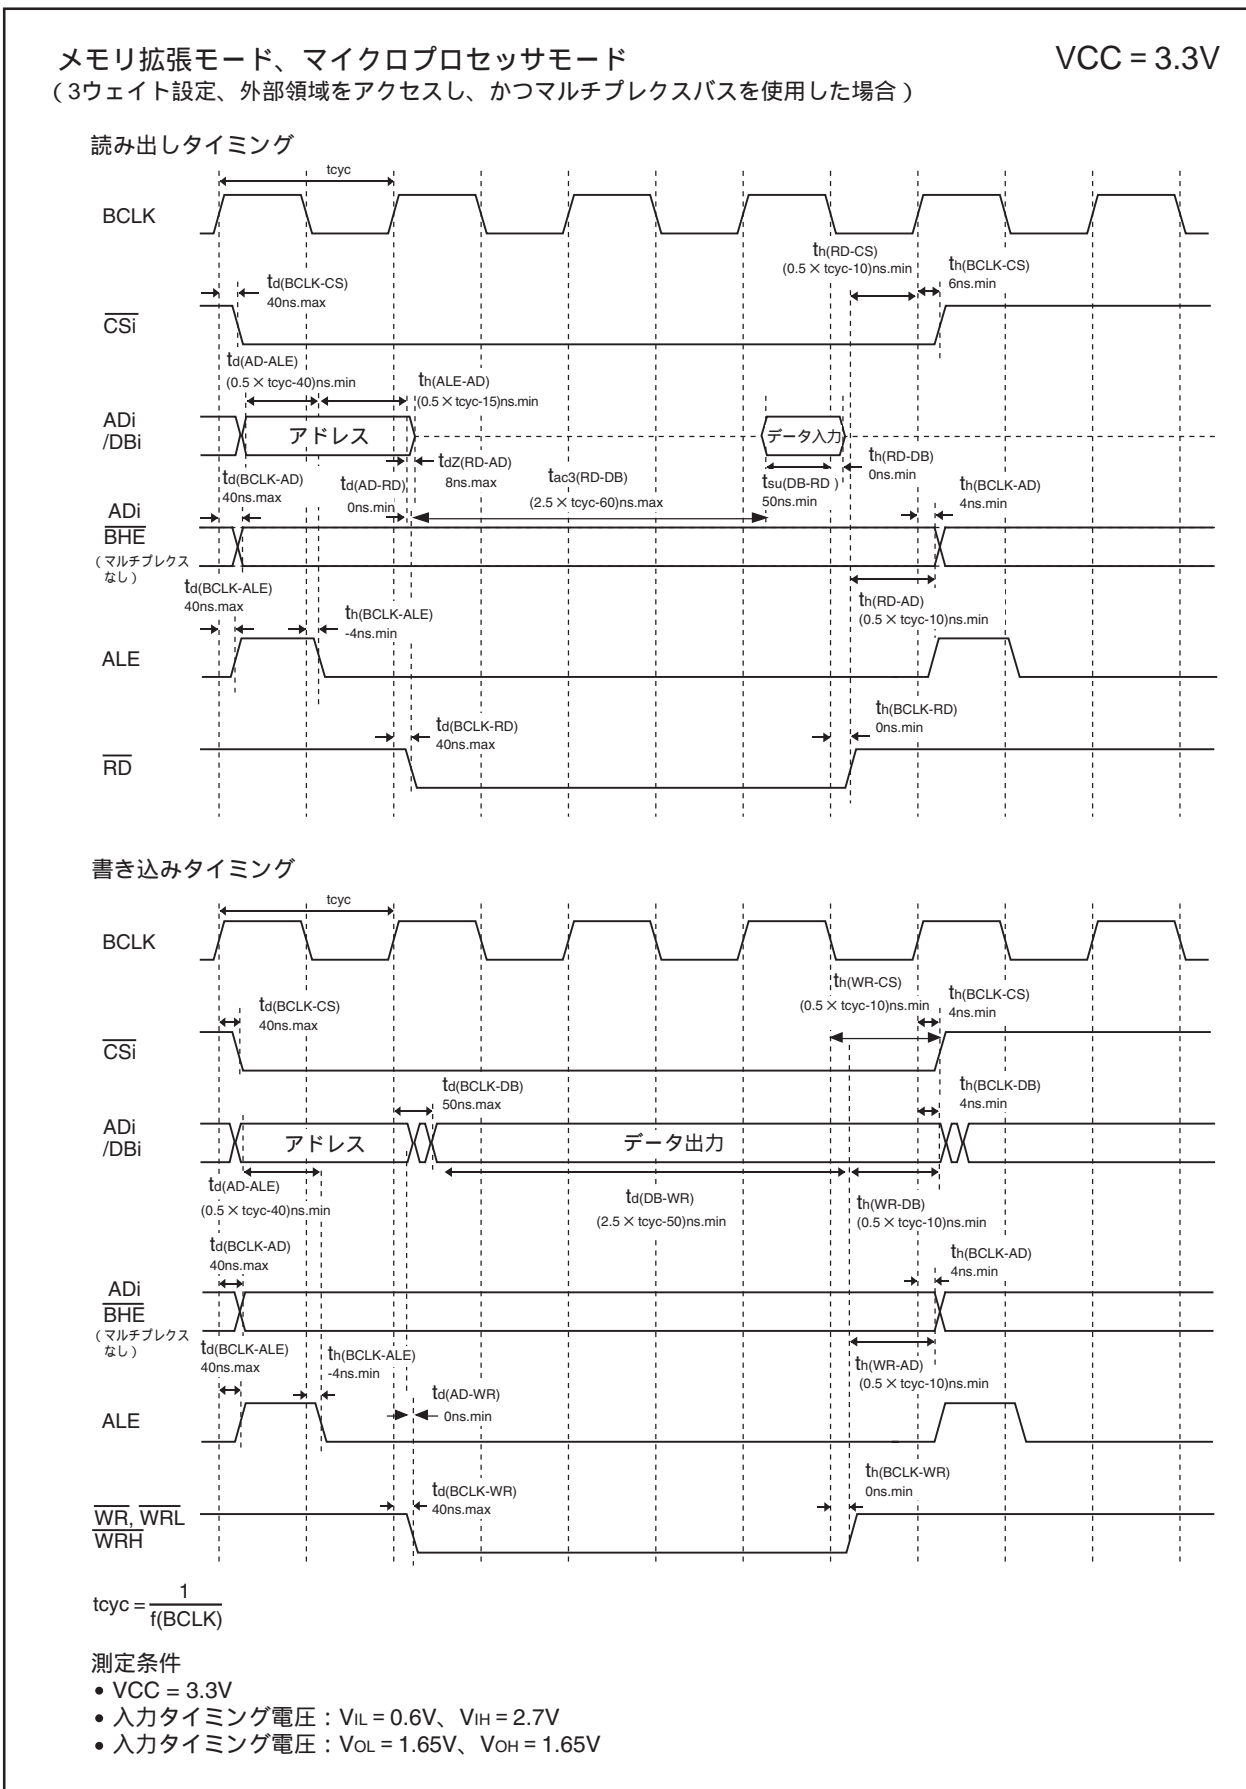 メモリ拡張モード、マイクロプロセッサモード
VCC = 3.3V
(3ウェイト設定、外部領域をアクセスし、かつマルチプレクスバスを使用した場合)
読み出しタイミング
tcyc
BCLK
th(RD-CS)
(0.5 × tcyc-10)ns.min
th(BCLK-CS)
6ns.min
td(BCLK-CS)
40ns.max
CSi
td(AD-ALE)
(0.5 × tcyc-40)ns.min
th(ALE-AD)
(0.5 × tcyc-15)ns.min
ADi
/DBi
アドレス
データ入力
tdZ(RD-AD)
8ns.max
th(RD-DB)
0ns.min
td(BCLK-AD)
40ns.max
td(AD-RD)
0ns.min
tac3(RD-DB)
(2.5 × tcyc-60)ns.max
tsu(DB-RD )
50ns.min
th(BCLK-AD)
4ns.min
ADi
BHE
(マルチプレクス
なし)
td(BCLK-ALE)
40ns.max
th(BCLK-ALE)
-4ns.min
th(RD-AD)
(0.5 × tcyc-10)ns.min
ALE
td(BCLK-RD)
40ns.max
th(BCLK-RD)
0ns.min
RD
書き込みタイミング
tcyc
BCLK
th(WR-CS)
(0.5 × tcyc-10)ns.min
th(BCLK-CS)
4ns.min
td(BCLK-CS)
40ns.max
CSi
td(BCLK-DB)
50ns.max
th(BCLK-DB)
4ns.min
ADi
/DBi
アドレス
データ出力
td(AD-ALE)
(0.5 × tcyc-40)ns.min
td(DB-WR)
(2.5 × tcyc-50)ns.min
th(WR-DB)
(0.5 × tcyc-10)ns.min
td(BCLK-AD)
40ns.max
th(BCLK-AD)
4ns.min
ADi
BHE
(マルチプレクス
なし)
td(BCLK-ALE)
40ns.max
th(BCLK-ALE)
-4ns.min
th(WR-AD)
(0.5 × tcyc-10)ns.min
td(AD-WR)
0ns.min
ALE
td(BCLK-WR)
40ns.max
th(BCLK-WR)
0ns.min
WR, WRL
WRH
tcyc = 1
f(BCLK)
測定条件
• VCC = 3.3V
• 入力タイミング電圧:VIL = 0.6V、VIH = 2.7V
• 入力タイミング電圧:VOL = 1.65V、VOH = 1.65V